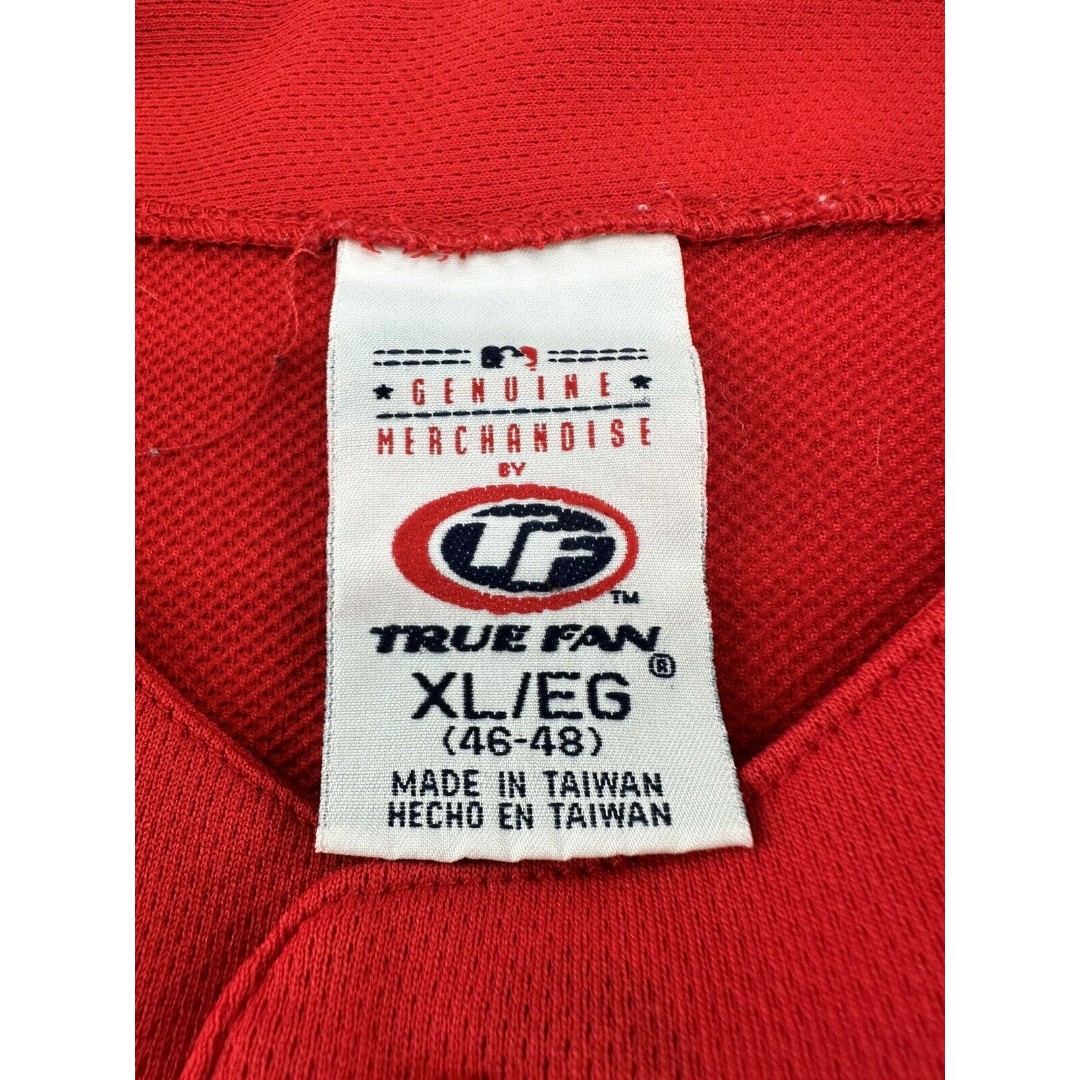 GENUINE
MERCHANDISE
BY
TF
TM
TRUE FAN®
XL/EG
(46-48)
MADE IN TAIWAN
HECHO EN TAIWAN